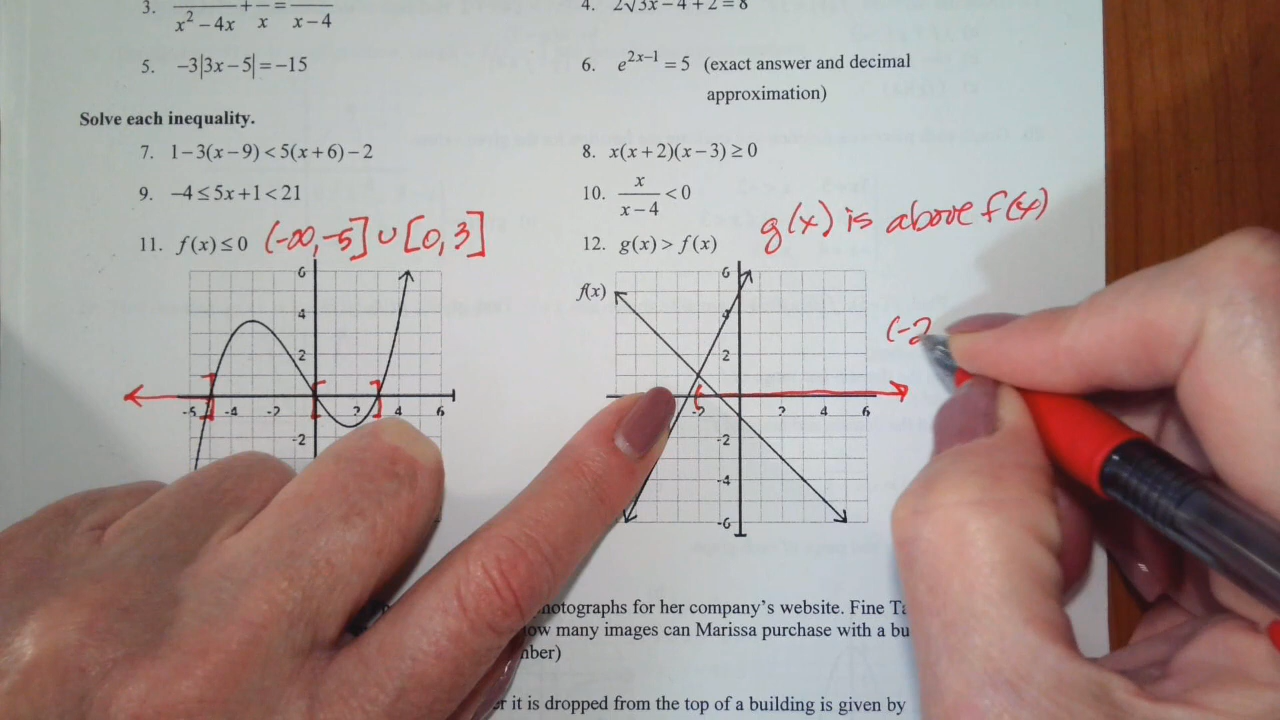 3. x² – 4x + x = x – 4
4. 2√3x – 4 + 2 = 8
5. –3|3x – 5| = –15
6. e^{2x–1} = 5 (exact answer and decimal
approximation)
Solve each inequality.
7. 1 – 3(x – 9) < 5(x + 6) – 2
8. x(x + 2)(x – 3) ≥ 0
9. –4 ≤ 5x + 1 < 21
10. x/(x – 4) < 0
g(x) is above f(x)
11. f(x) ≤ 0 (-∞, -5] ∪ [0, 3]
12. g(x) > f(x)
6
4
2
-5 -4 -2 2 4 6
-2
f(x)
6
4
2
-2 2 4 6
-2
-4
-6
(-2
photographs for her company's website. Fine
how many images can Marissa purchase with a
it is dropped from the top of a building is given by